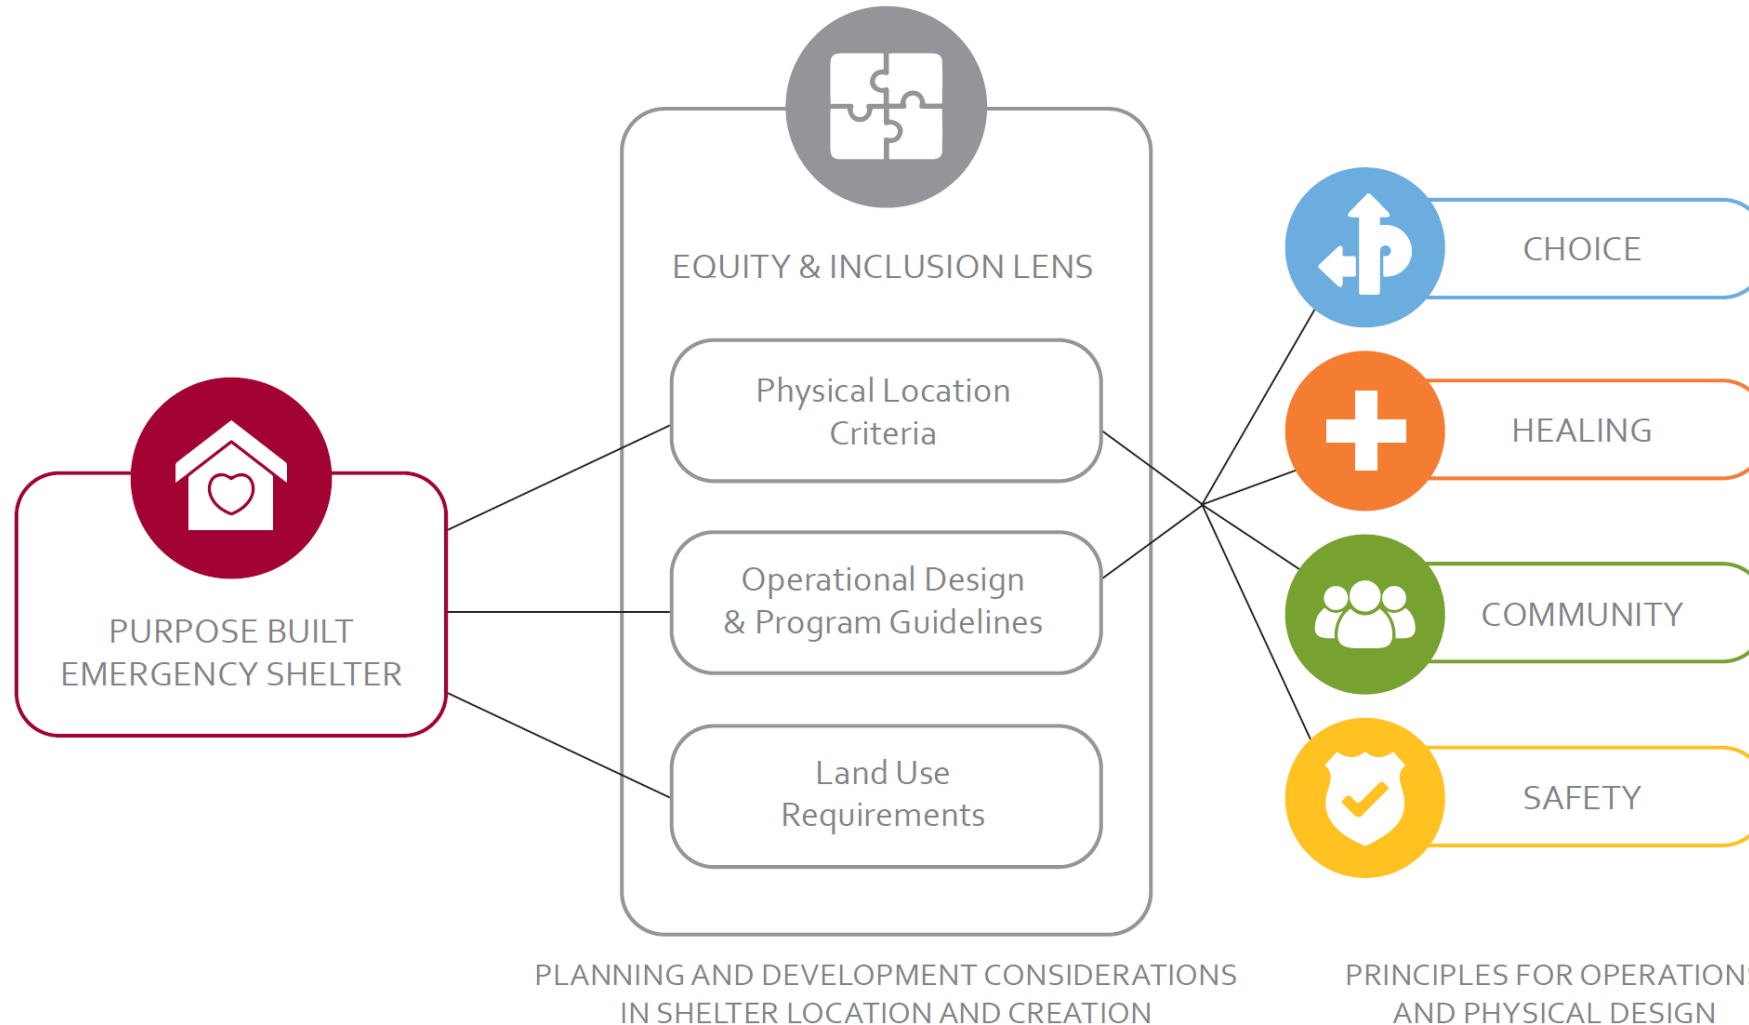 EQUITY & INCLUSION LENS
Physical Location
Criteria
Operational Design
& Program Guidelines
Land Use
Requirements
PURPOSE BUILT
EMERGENCY SHELTER
CHOICE
HEALING
COMMUNITY
SAFETY
PLANNING AND DEVELOPMENT CONSIDERATIONS
IN SHELTER LOCATION AND CREATION
PRINCIPLES FOR OPERATIONS
AND PHYSICAL DESIGN